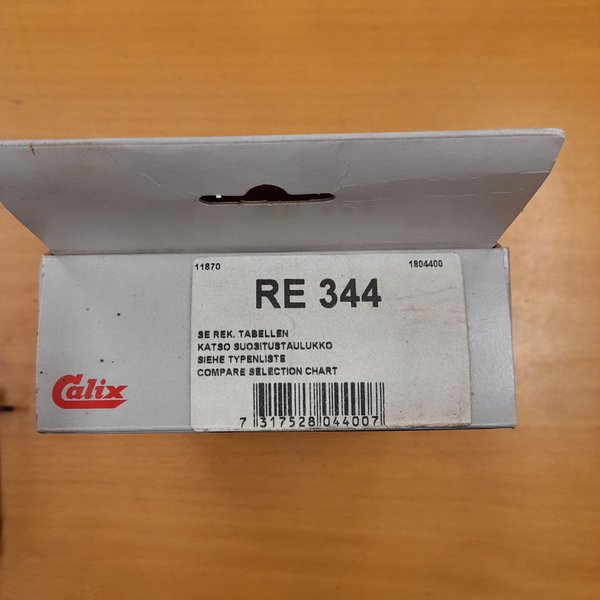 11870 1804400
RE 344
SE REK. TABELLEN
KATSO SUOSITUSTAULUKKO
SIEHE TYPENLISTE
COMPARE SELECTION CHART
Calix
7 317528 044007